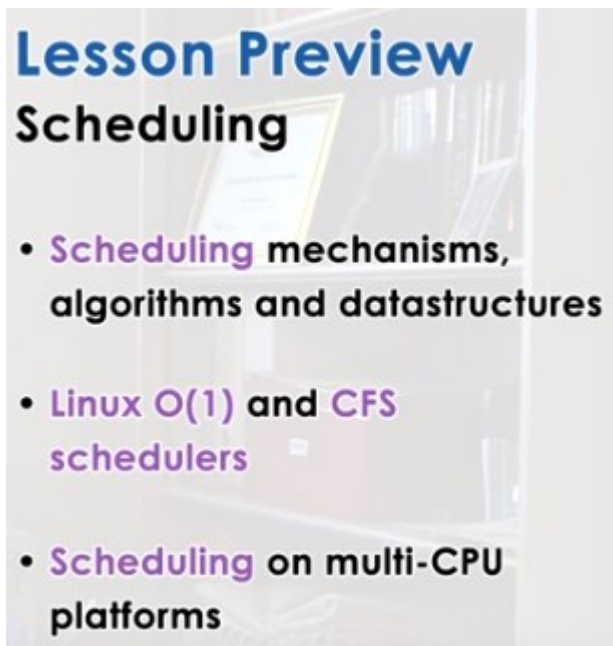 Lesson Preview
Scheduling
• Scheduling mechanisms,
algorithms and datastructures
• Linux O(1) and CFS
schedulers
• Scheduling on multi-CPU
platforms